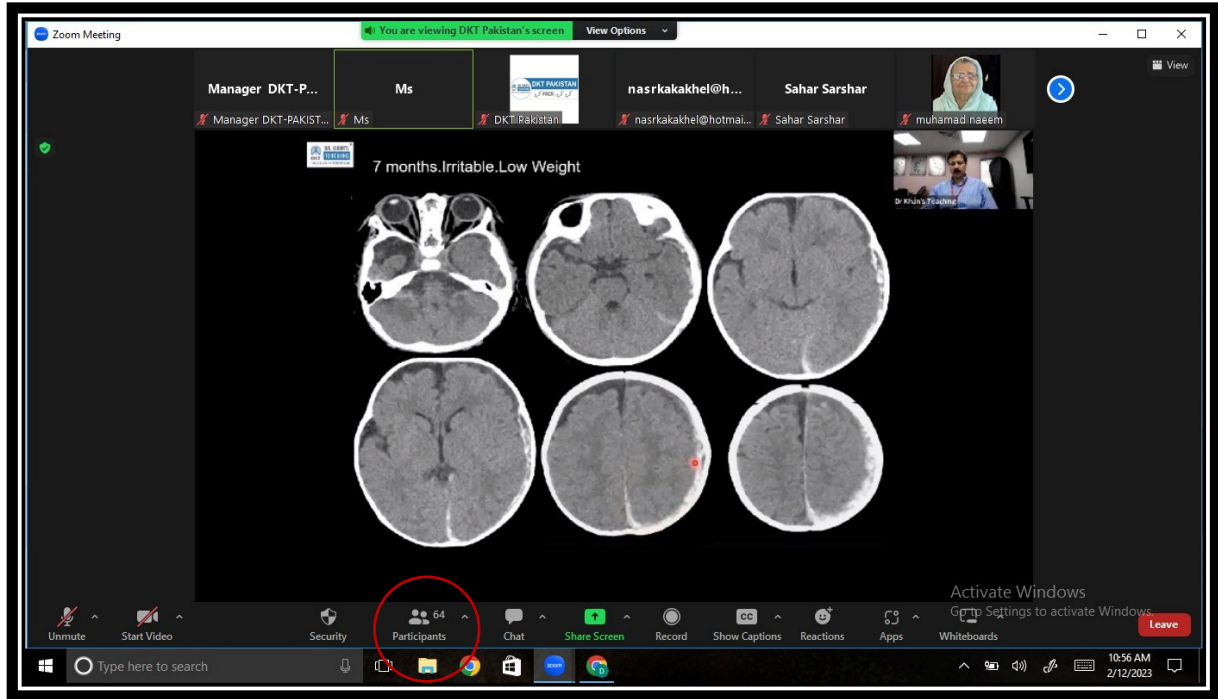 Zoom Meeting
You are viewing DKT Pakistan's screen
View Options
View
Manager DKT-P...
Manager DKT-PAKIST...
Ms
Ms
DKT PAKISTAN
DKT Pakistan
nasrkakakhel@h...
nasrkakakhel@hotmai...
Sahar Sarshar
Sahar Sarshar
muhamad naeem
Dr Khan's Teaching
7 months.Irritable.Low Weight
Activate Windows
Go to Settings to activate Windows.
Unmute
Start Video
Security
64
Participants
Chat
Share Screen
Record
CC
Show Captions
Reactions
Apps
Whiteboards
Leave
Type here to search
10:56 AM
2/12/2023